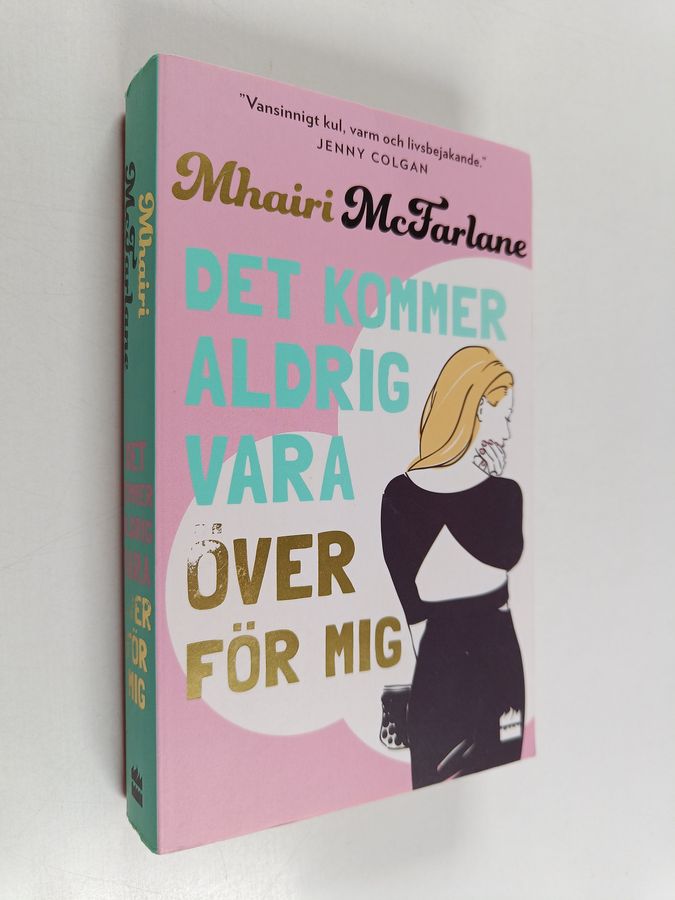 ”Vansinnigt kul, varm och livsbejakande.”
JENNY COLGAN
Mhairi McFarlane
DET KOMMER
ALDRIG
VARA
ÖVER
FÖR MIG
Mhairi
McFarlane
DET
KOMMER
ALDRIG
VARA
ÖVER
FÖR
MIG